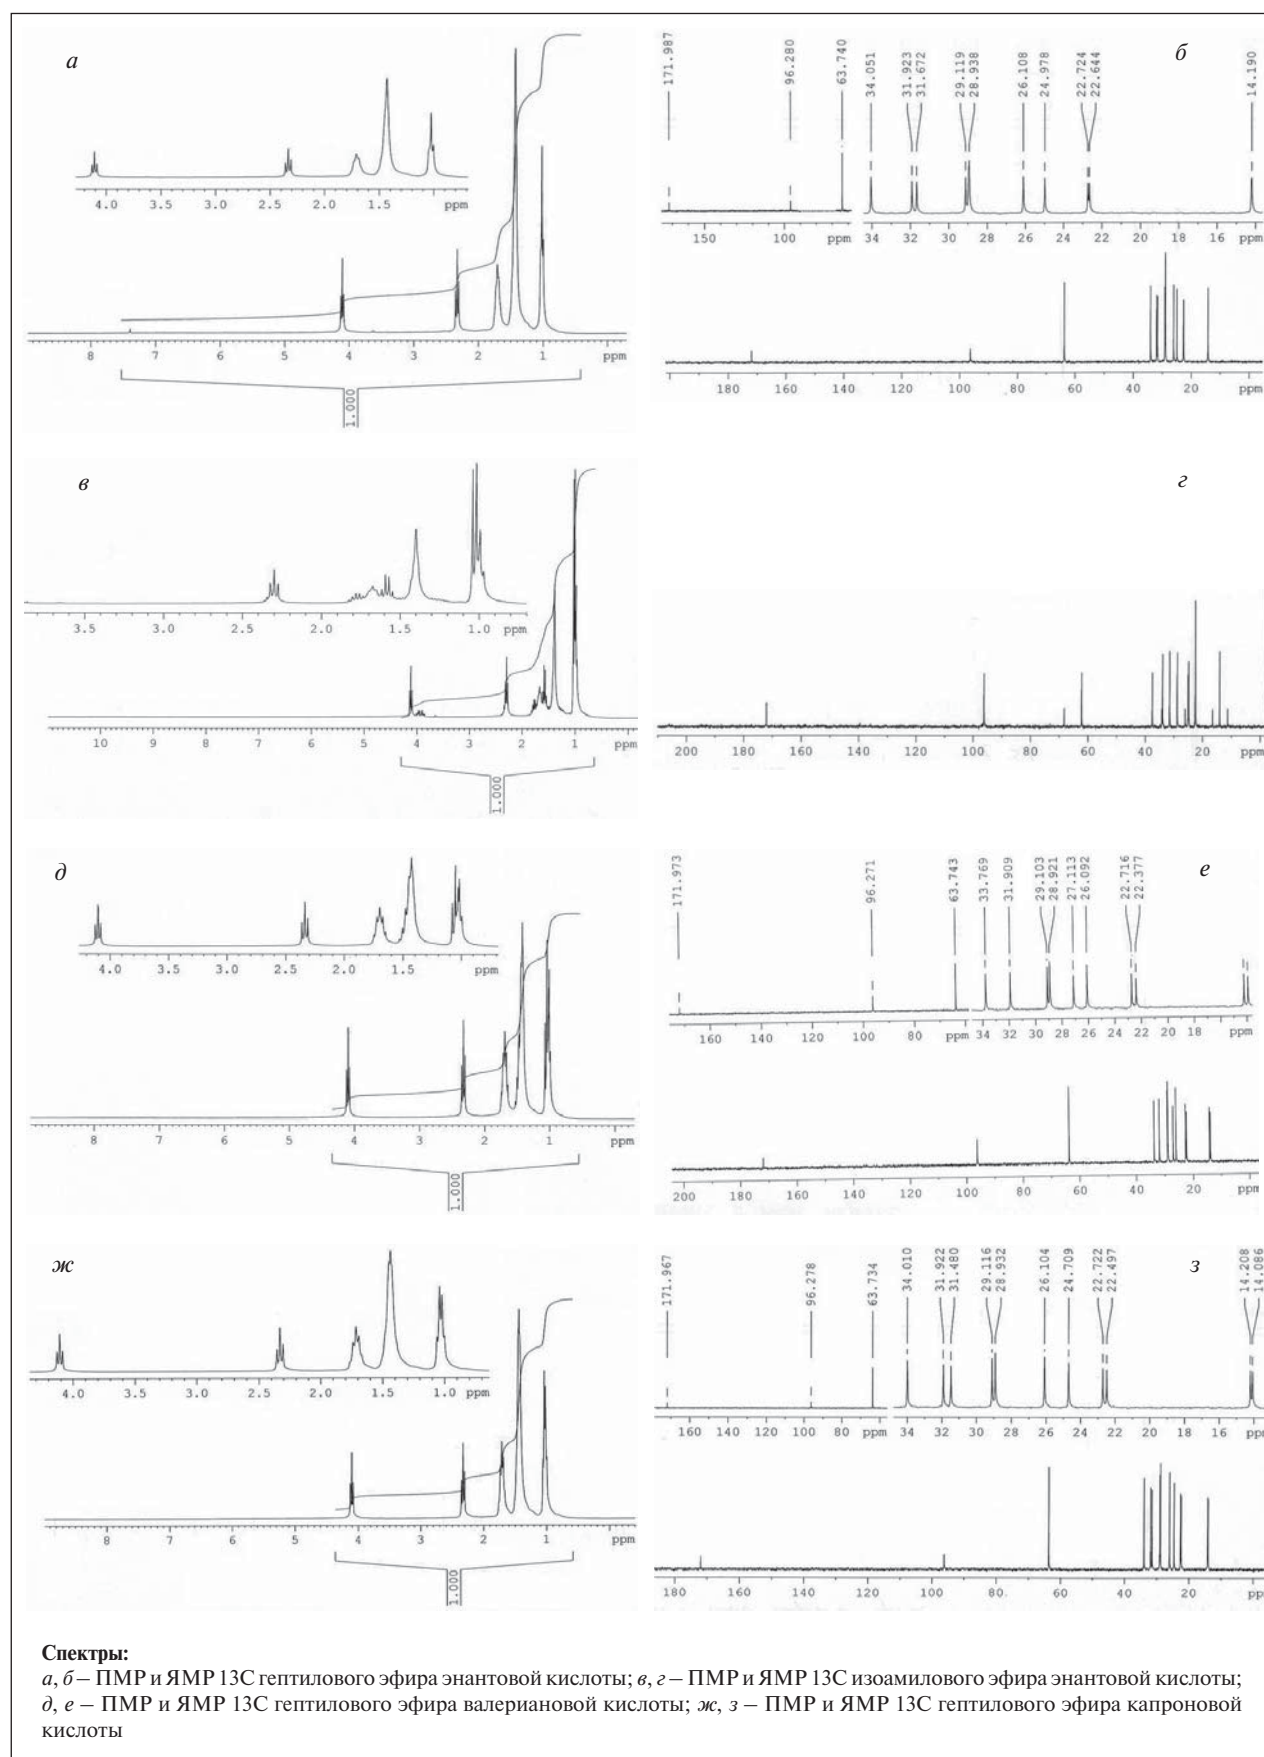 а
171.987
96.280
63.740
34.051
31.923
31.672
29.119
28.938
26.108
24.978
22.724
22.644
14.190
б
4.0 3.5 3.0 2.5 2.0 1.5 ppm
150 100 ppm
34 32 30 28 26 24 22 20 18 16 ppm
8 6 5 4 3 2 1 ppm
1.000
180 160 140 120 100 80 60 40 20 ppm
в
г
3.5 3.0 2.5 2.0 1.5 1.0 ppm
10 9 8 7 6 4 2 1 ppm
1.000
200 180 160 140 120 100 80 60 40 20 ppm
д
171.973
96.271
63.743
33.769
31.909
29.103
28.921
27.113
26.092
22.716
22.377
е
4.0 3.5 3.0 2.5 2.0 1.5 ppm
160 140 120 100 80 ppm
34 32 30 28 26 24 22 20 18 ppm
8 6 5 4 2 1 ppm
1.000
200 180 160 140 120 100 80 60 40 20 ppm
ж
171.967
96.278
63.734
34.010
31.922
31.480
29.116
28.932
26.104
24.709
22.722
22.497
14.208
14.086
з
4.0 3.5 3.0 2.5 2.0 1.5 1.0 ppm
160 140 120 100 80 ppm
34 32 30 28 26 24 22 20 18 16 ppm
8 7 6 5 4 3 2 1 ppm
1.000
180 160 140 120 100 80 60 40 20 pp
Спектры:
а, б – ПМР и ЯМР 13С гептилового эфира энантовой кислоты; в, г – ПМР и ЯМР 13С изоамилового эфира энантовой кислоты;
д, е – ПМР и ЯМР 13С гептилового эфира валериановой кислоты; ж, з – ПМР и ЯМР 13С гептилового эфира капроновой
кислоты